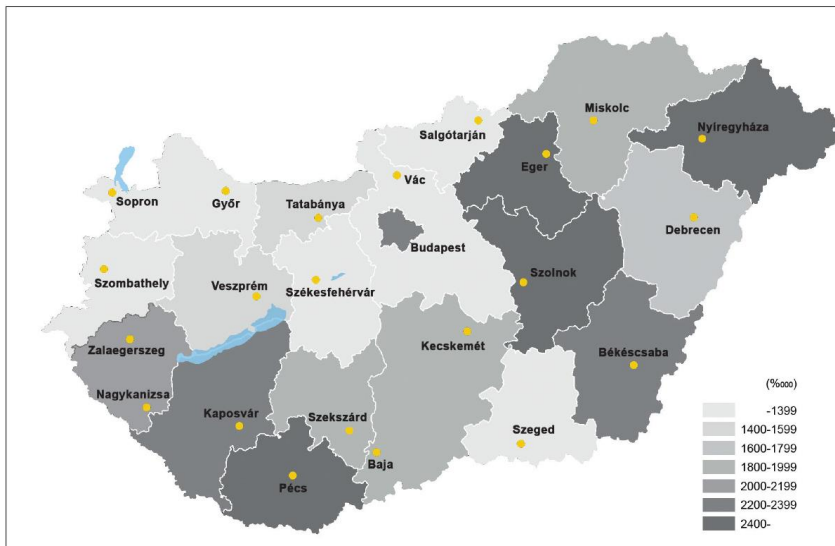 Miskolc
Salgótarján
Nyíregyháza
Eger
Vác
Sopron
Győr
Tatabánya
Debrecen
Budapest
Szombathely
Veszprém
Székesfehérvár
Szolnok
Zalaegerszeg
Kecskemét
Békéscsaba
Nagykanizsa
Kaposvár
Szekszárd
Szeged
Baja
Pécs
(%ooo)
-1399
1400-1599
1600-1799
1800-1999
2000-2199
2200-2399
2400-